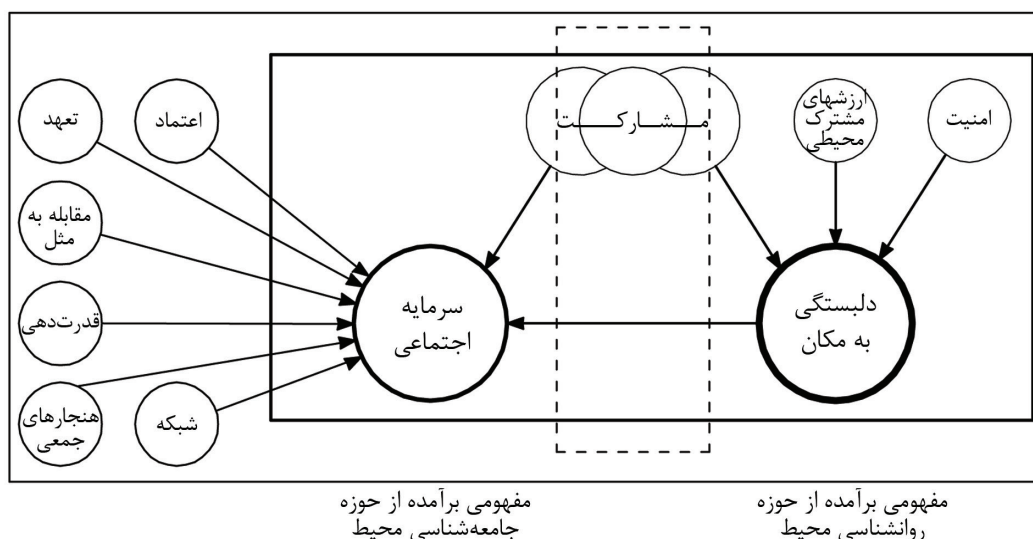 امنیت
ارزشهای
مشترک
محیطی
مــــشــــارکــــــت
اعتماد
تعهد
مقابله به
مثل
قدرت‌دهی
هنجارهای
جمعی
شبکه
سرمایه
اجتماعی
دلبستگی
به مکان
مفهومی برآمده از حوزه
روانشناسی محیط
مفهومی برآمده از حوزه
جامعه‌شناسی محیط